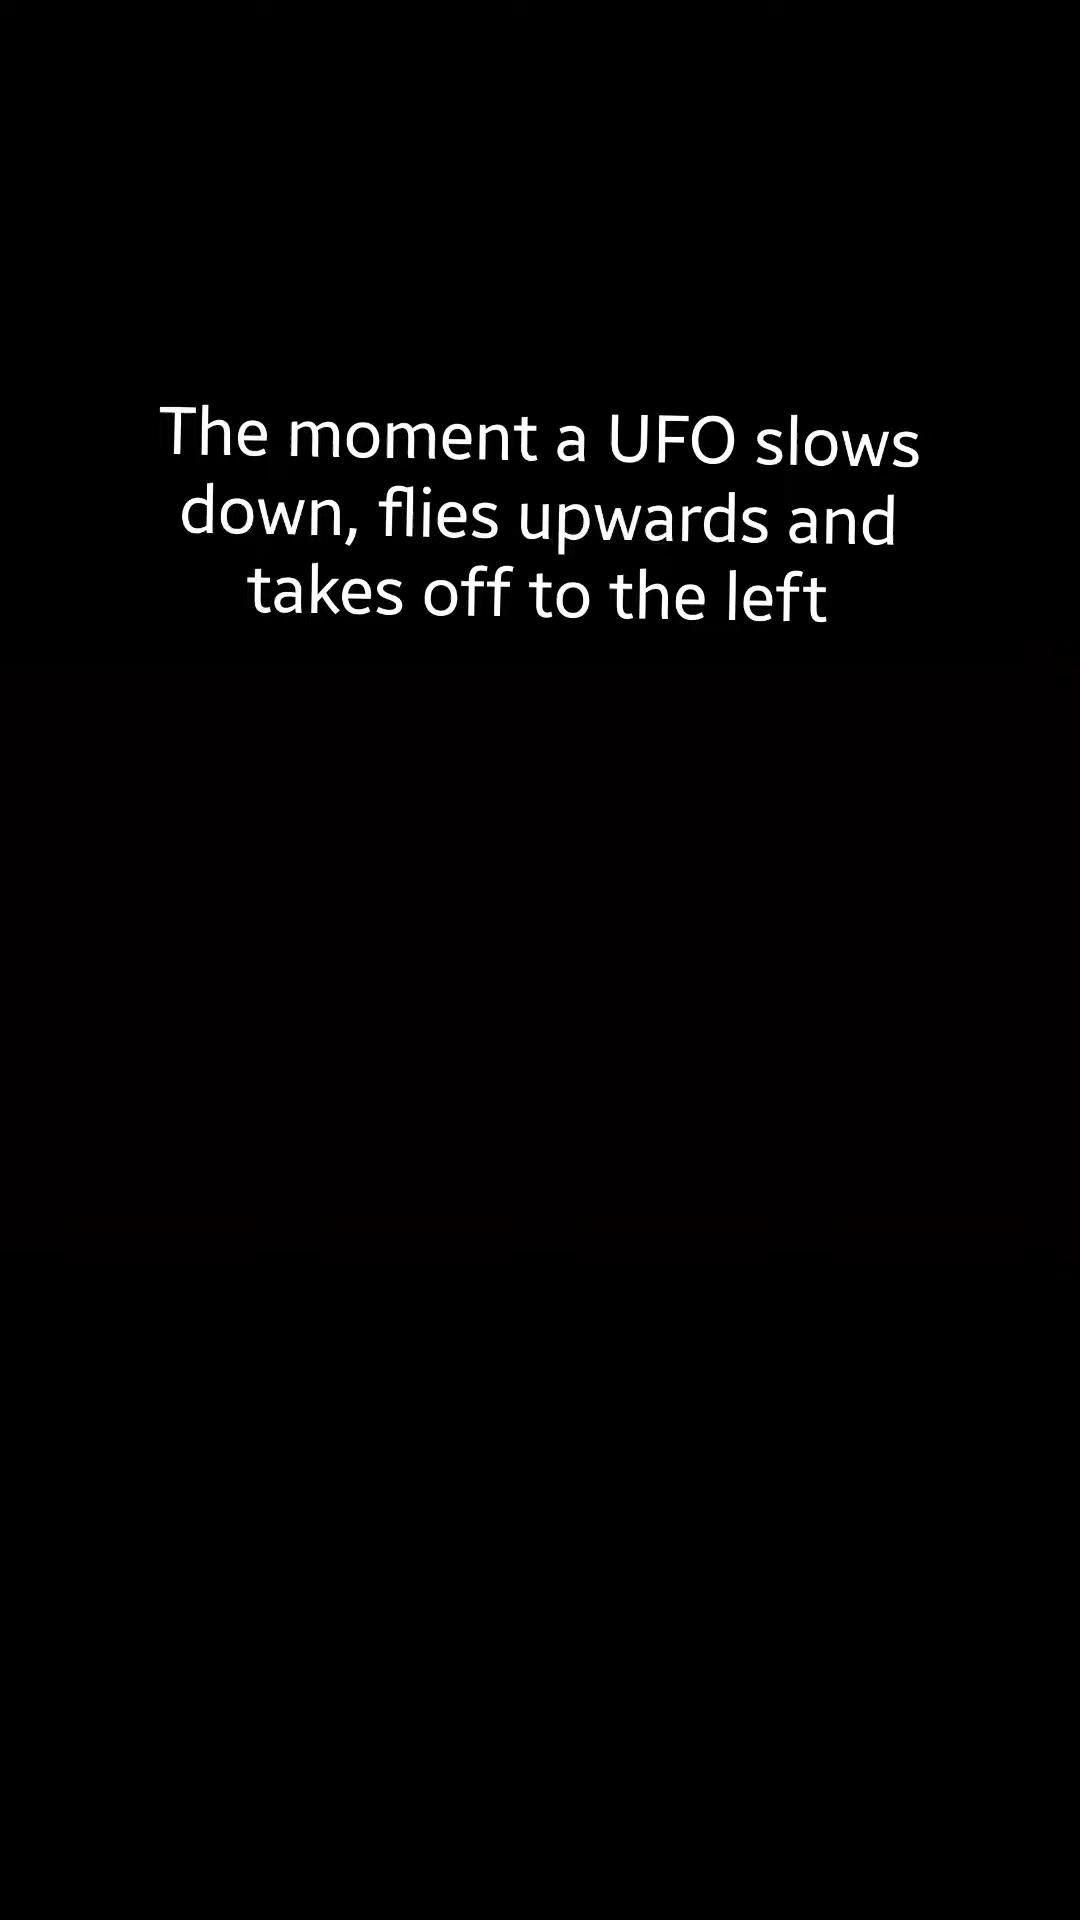 The moment a UFO slows
down, flies upwards and
takes off to the left